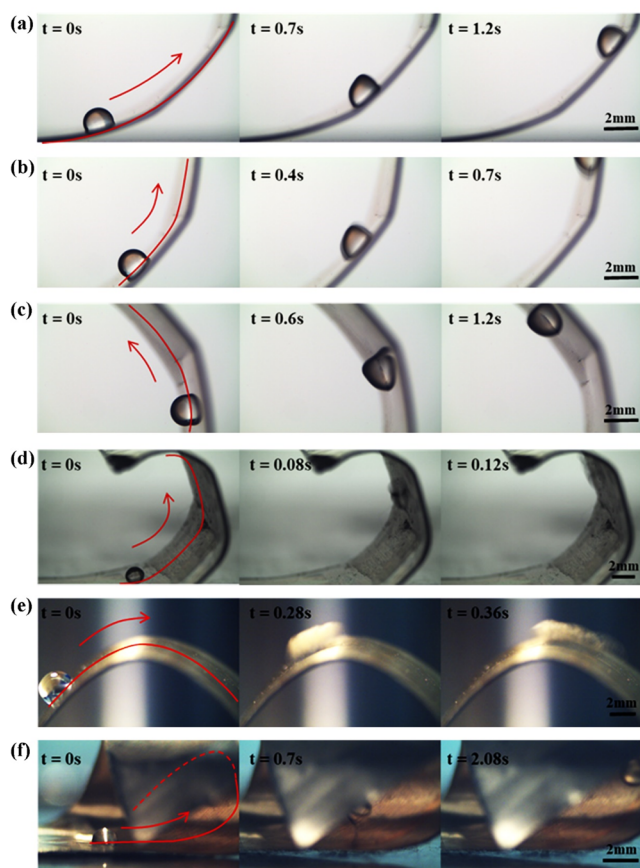 (a) t = 0s t = 0.7s t = 1.2s
2mm
(b) t = 0s t = 0.4s t = 0.7s
2mm
(c) t = 0s t = 0.6s t = 1.2s
2mm
(d) t = 0s t = 0.08s t = 0.12s
2mm
(e) t = 0s t = 0.28s t = 0.36s
2mm
(f) t = 0s t = 0.7s t = 2.08s
2mm